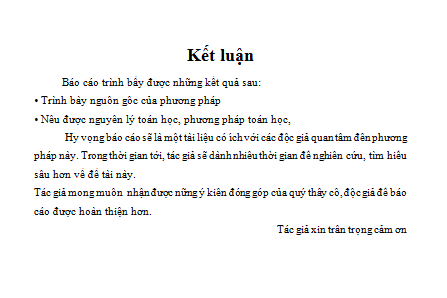 Kết luận
Báo cáo trình bẩy được những kết quả sau:
• Trình bày nguồn gốc của phương pháp
• Nêu được nguyên lý toán học, phương pháp toán học,
Hy vọng báo cáo sẽ là một tài liệu có ích với các độc giả quan tâm đến phương
pháp này. Trong thời gian tới, tác giả sẽ dành nhiều thời gian để nghiên cứu, tìm hiểu
sâu hơn về đề tài này.
Tác giả mong muốn nhận được nững ý kiến đóng góp của quý thầy cô, độc giả để báo
cáo được hoàn thiện hơn.
Tác giả xin trân trọng cảm ơn